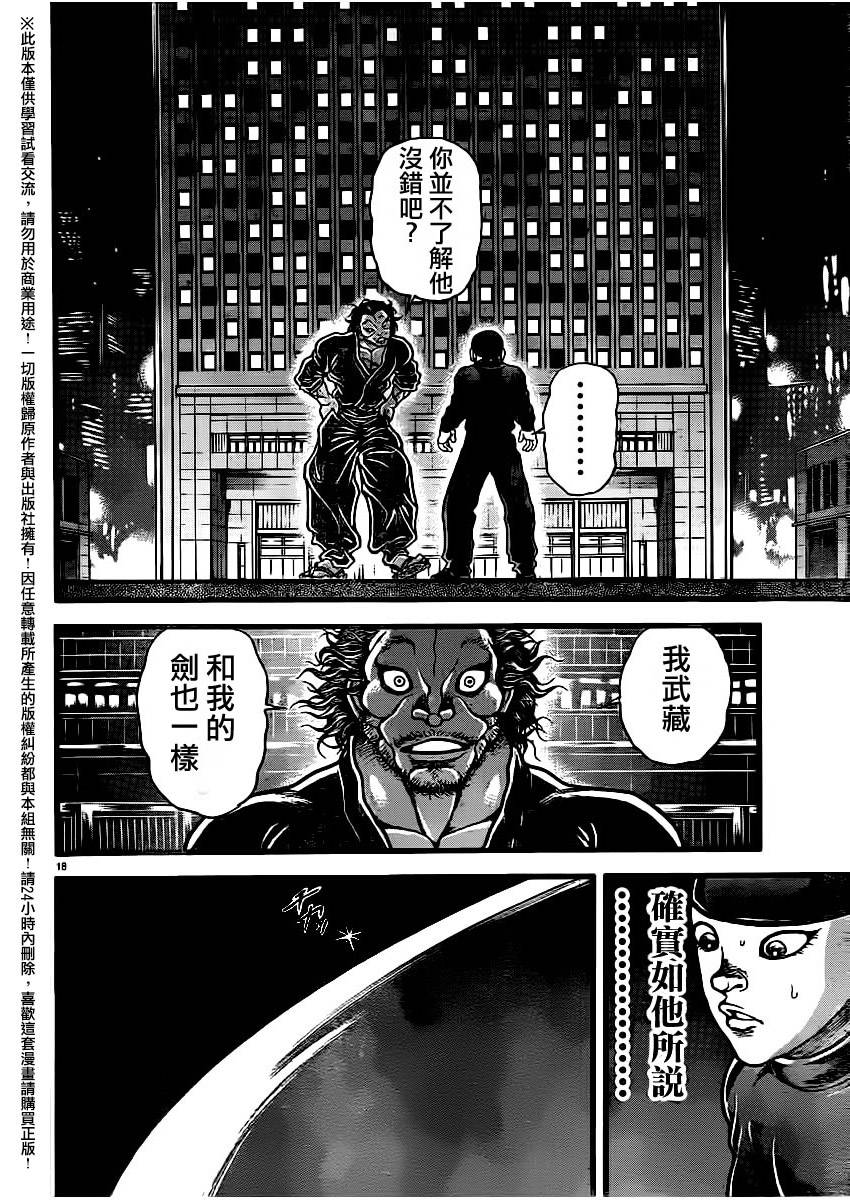 ※此版本僅供學習試看交流，請勿用於商業用途！一切版權歸原作者與出版社擁有！因任意轉載所產生的版權糾紛都與本組無關！請24小時內刪除，喜歡這套漫畫請購買正版！
你並不了解他
沒錯吧？
………
我武藏
和我的
劍也一樣
18
確實如他所說
…………